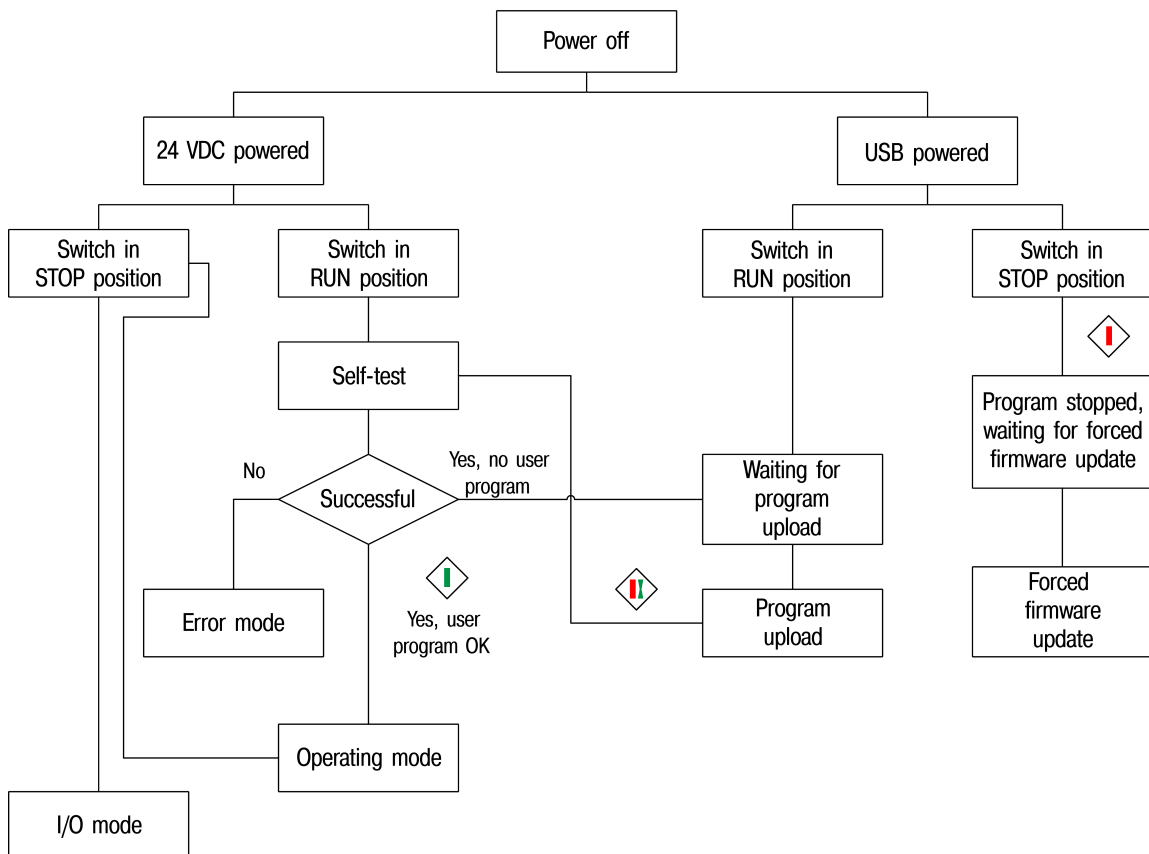 Power off
24 VDC powered
USB powered
Switch in
STOP position
Switch in
RUN position
Switch in
RUN position
Switch in
STOP position
Self-test
Program stopped,
waiting for forced
firmware update
No
Successful
Yes, no user
program
Waiting for
program
upload
Error mode
Yes, user
program OK
Program
upload
Forced
firmware
update
Operating mode
I/O mode